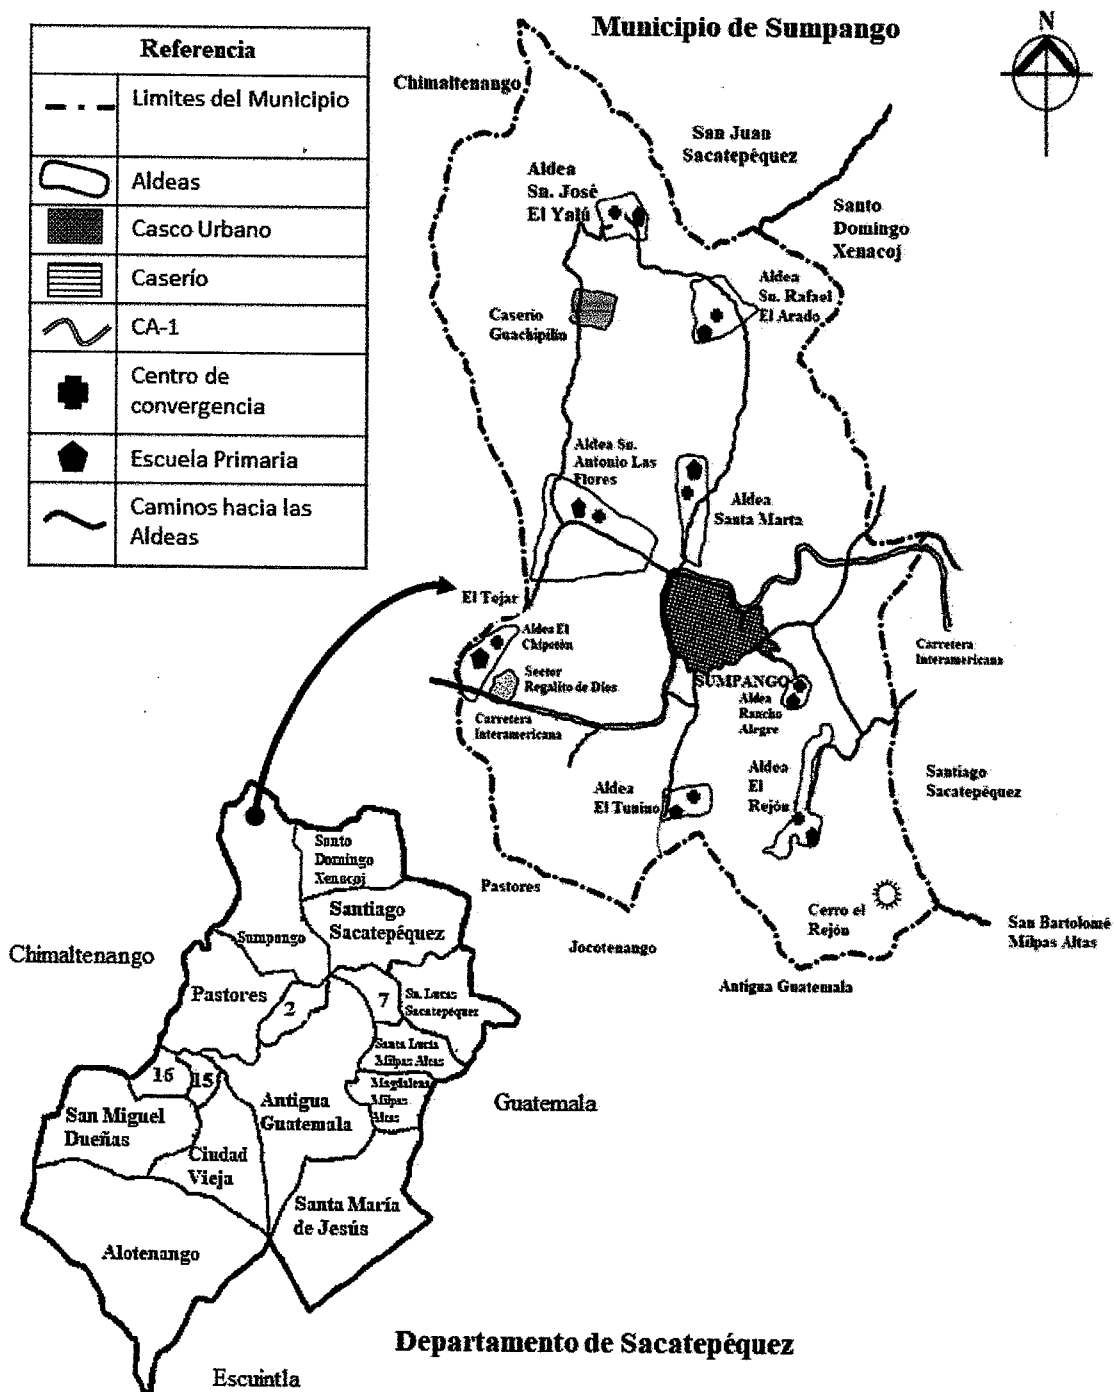 Municipio de Sumpango
N
Referencia
Limites del Municipio
Aldeas
Casco Urbano
Caserío
CA-1
Centro de
convergencia
Escuela Primaria
Caminos hacia las
Aldeas
Chimaltenango
San Juan
Sacatepéquez
Santo
Domingo
Xenacoj
Aldea
Sn. José
El Yalú
Aldea
Sn. Rafael
El Arado
Caserío
Guachipilín
Aldea Sn.
Antonio Las
Flores
Aldea
Santa Marta
El Tejar
Aldea El
Chipotón
Sector
Regalito de Dios
Carretera
Interamericana
Carretera
Interamericana
SUMPANGO
Aldea
Rancho
Alegre
Aldea
El
Rejón
Aldea
El Tunino
Santiago
Sacatepéquez
Pastores
Jocotenango
Cerro el
Rejón
San Bartolomé
Milpas Altas
Antigua Guatemala
Santo
Domingo
Xenacoj
Santiago
Sacatepéquez
Sumpango
Chimaltenango
Pastores
2
7
Sn. Lucas
Sacatepéquez
Santa Lucía
Milpas Altas
Magdalena
Milpas
Altas
16
15
San Miguel
Dueñas
Antigua
Guatemala
Guatemala
Ciudad
Vieja
Santa María
de Jesús
Alotenango
Departamento de Sacatepéquez
Escuintla